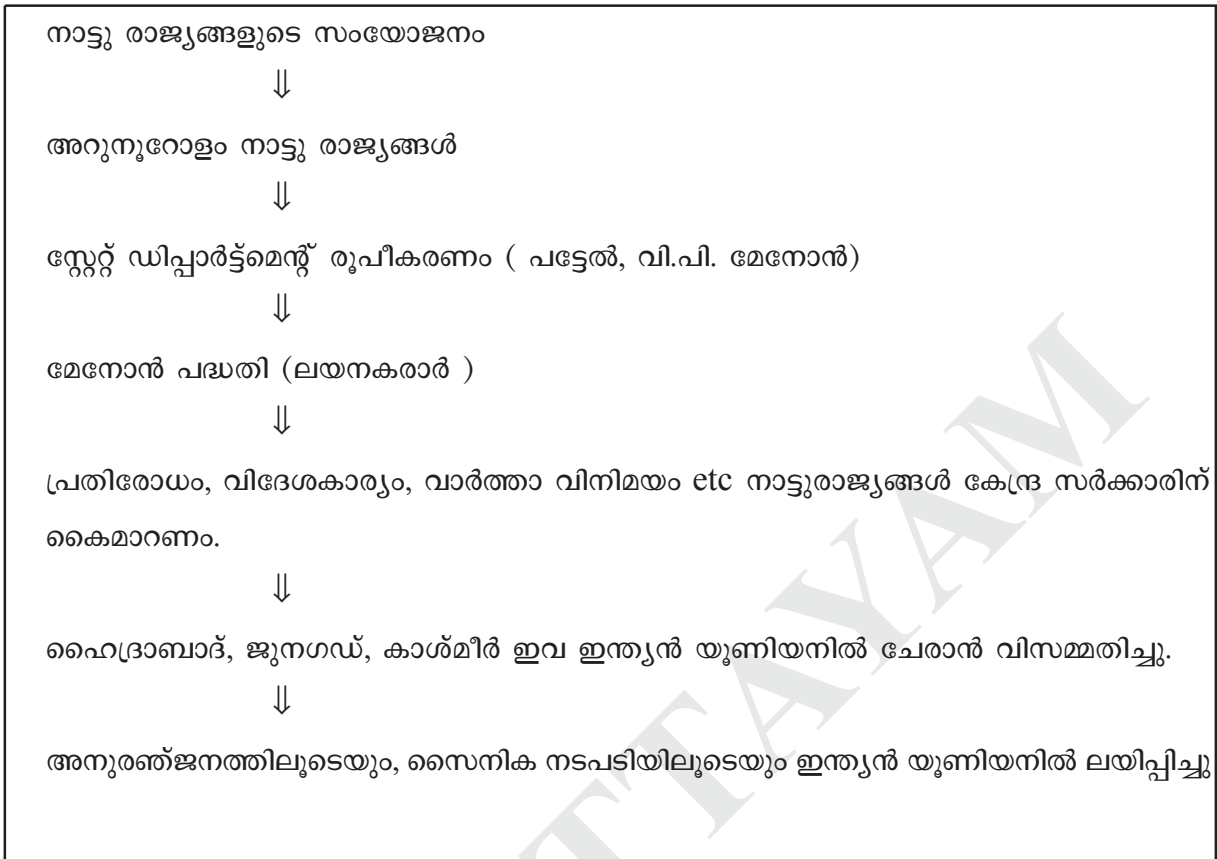 നാട്ടു രാജ്യങ്ങളുടെ സംയോജനം
⇓
അറുനൂറോളം നാട്ടു രാജ്യങ്ങൾ
⇓
സ്റ്റേറ്റ് ഡിപ്പാർട്ട്മെന്റ് രൂപീകരണം ( പട്ടേൽ, വി.പി. മേനോൻ)
⇓
മേനോൻ പദ്ധതി (ലയനകരാർ )
⇓
പ്രതിരോധം, വിദേശകാര്യം, വാർത്താ വിനിമയം etc നാട്ടുരാജ്യങ്ങൾ കേന്ദ്ര സർക്കാരിന്
കൈമാറണം.
⇓
ഹൈദ്രാബാദ്, ജുനഗഡ്, കാശ്മീർ ഇവ ഇന്ത്യൻ യൂണിയനിൽ ചേരാൻ വിസമ്മതിച്ചു.
⇓
അനുരഞ്ജനത്തിലൂടെയും, സൈനിക നടപടിയിലൂടെയും ഇന്ത്യൻ യൂണിയനിൽ ലയിപ്പിച്ചു
TTAYAM